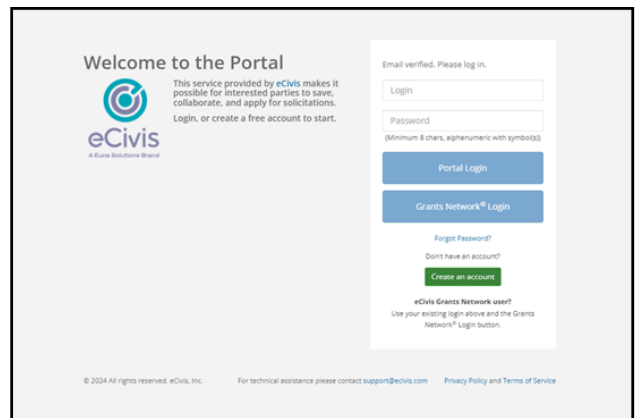 Welcome to the Portal
eCivis
A Euna Solutions Brand
This service provided by eCivis makes it
possible for interested parties to save,
collaborate, and apply for solicitations.
Login, or create a free account to start.
Email verified. Please log in.
Login
Password
(Minimum 8 chars, alphanumeric with symbol(s))
Portal Login
Grants Network® Login
Forgot Password?
Don't have an account?
Create an account
eCivis Grants Network user?
Use your existing login above and the Grants
Network® Login button.
© 2024 All rights reserved. eCivis, Inc.
For technical assistance please contact support@ecivis.com
Privacy Policy and Terms of Service